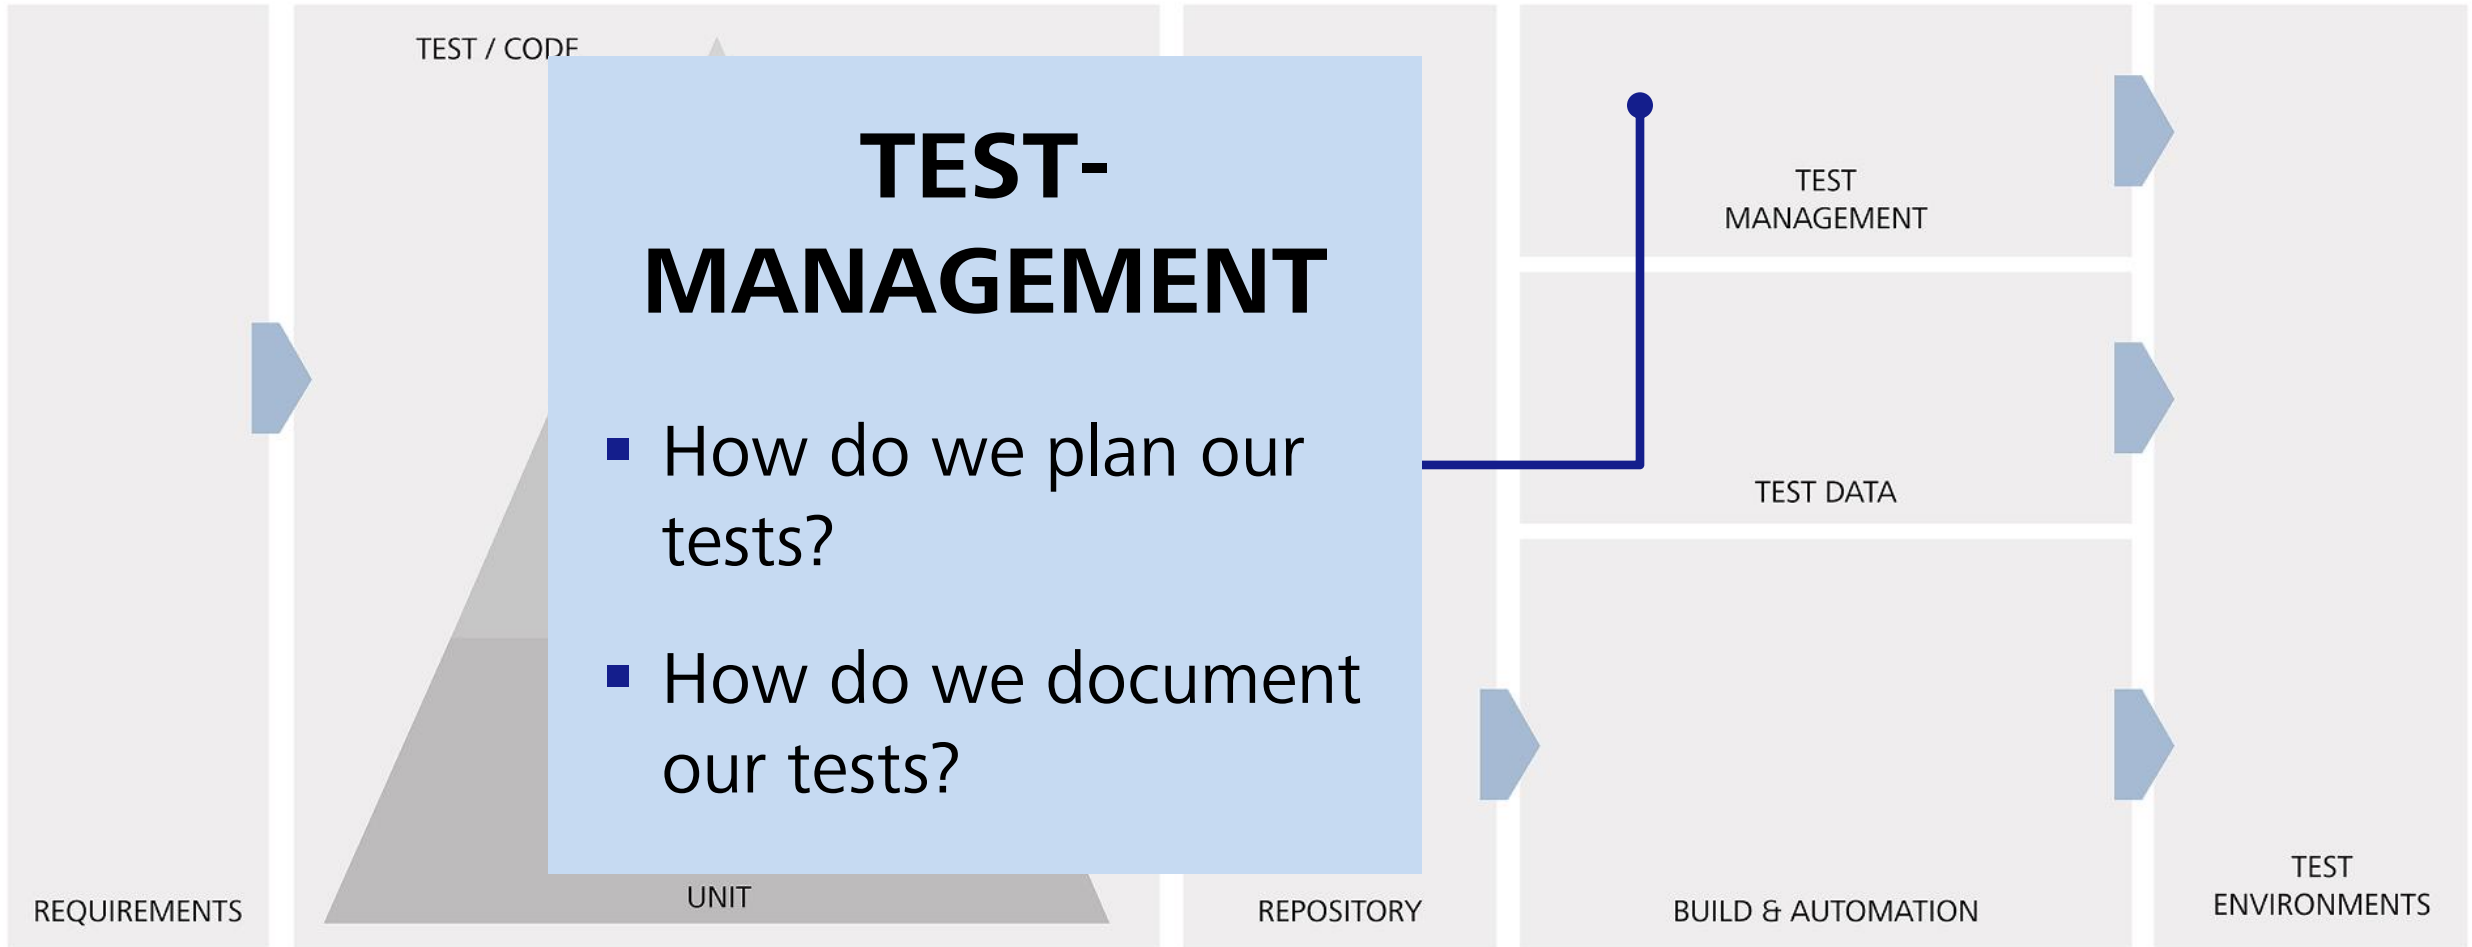 TEST / CODE
TEST-
MANAGEMENT
▪ How do we plan our
tests?
▪ How do we document
our tests?
TEST
MANAGEMENT
TEST DATA
UNIT
REQUIREMENTS
REPOSITORY
BUILD & AUTOMATION
TEST
ENVIRONMENTS